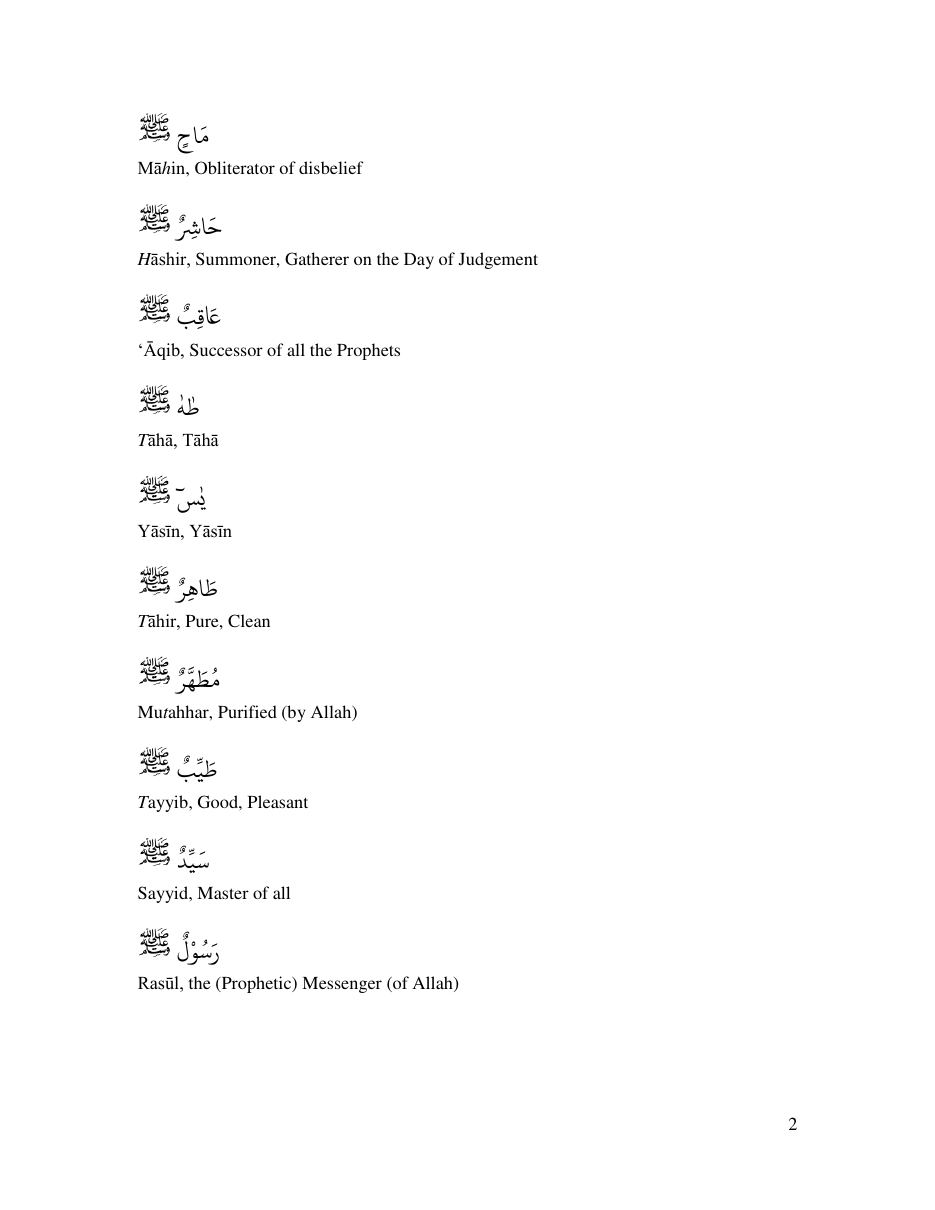 مَاحٍ ﷺ
Māhin, Obliterator of disbelief
حَاشِرٌ ﷺ
Hāshir, Summoner, Gatherer on the Day of Judgement
عَاقِبٌ ﷺ
‘Āqib, Successor of all the Prophets
طٰهٰ ﷺ
Tāhā, Tāhā
يٰسٓ ﷺ
Yāsīn, Yāsīn
طَاهِرٌ ﷺ
Tāhir, Pure, Clean
مُطَهَّرٌ ﷺ
Mutahhar, Purified (by Allah)
طَيِّبٌ ﷺ
Tayyib, Good, Pleasant
سَيِّدٌ ﷺ
Sayyid, Master of all
رَسُوْلٌ ﷺ
Rasūl, the (Prophetic) Messenger (of Allah)
2